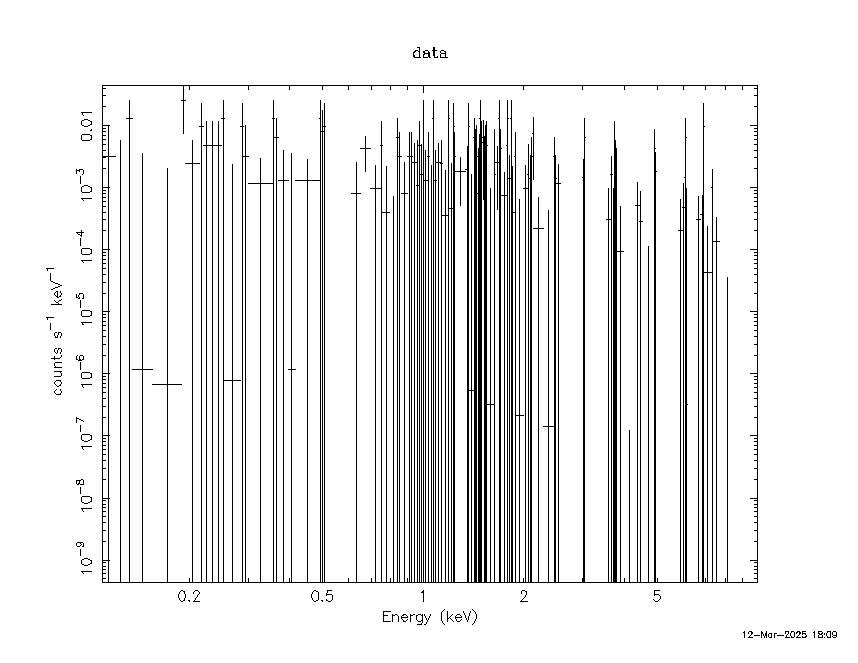 data
0.01
10⁻³
10⁻⁴
10⁻⁵
10⁻⁶
10⁻⁷
10⁻⁸
10⁻⁹
counts s⁻¹ keV⁻¹
0.2 0.5 1 2 5
Energy (keV)
12-Mar-2025 18:09